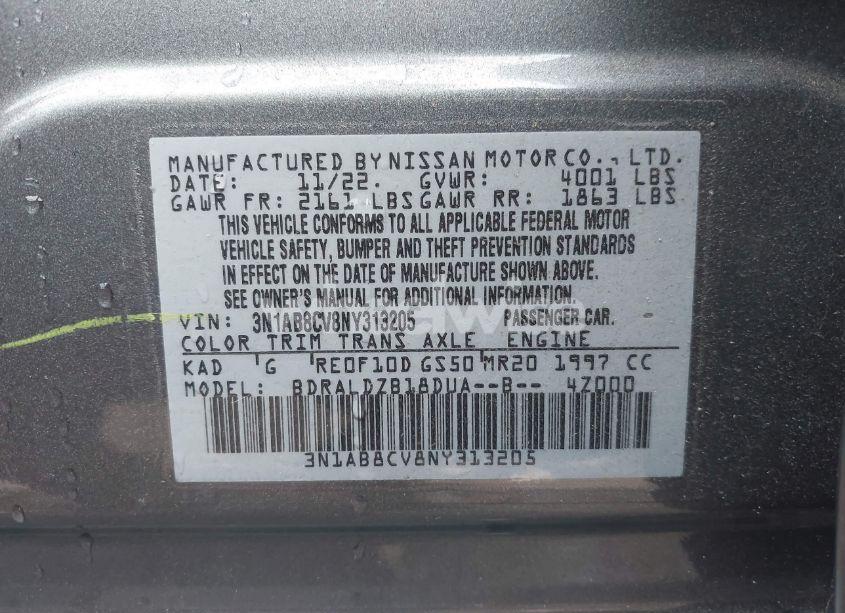 MANUFACTURED BY NISSAN MOTOR CO., LTD.
DATE: 11/22. GVWR: 4001 LBS
GAWR FR: 2161 LBS GAWR RR: 1863 LBS
THIS VEHICLE CONFORMS TO ALL APPLICABLE FEDERAL MOTOR
VEHICLE SAFETY, BUMPER AND THEFT PREVENTION STANDARDS
IN EFFECT ON THE DATE OF MANUFACTURE SHOWN ABOVE.
SEE OWNER'S MANUAL FOR ADDITIONAL INFORMATION.
VIN: 3N1AB8CV8NY313205 PASSENGER CAR.
COLOR TRIM TRANS AXLE ENGINE
KAD G RE0F10D GS50 MR20 1997 CC
MODEL: BDRALDZB18DUA--B-- 4Z000
3N1AB8CV8NY313205